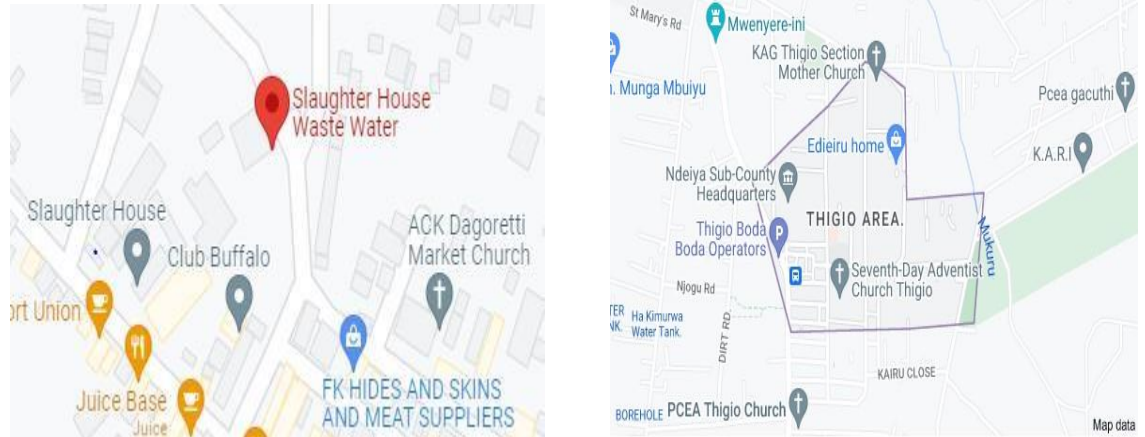 Slaughter House
Waste Water
Slaughter House
Club Buffalo
ACK Dagoretti
Market Church
ort Union
Juice Base
Juice
FK HIDES AND SKINS
AND MEAT SUPPLIERS
St Mary's Rd
Mwenyere-ini
KAG Thigio Section
Mother Church
n. Munga Mbuiyu
Pcea gacuthi
Edieiru home
K.A.R.I
Ndeiya Sub-County
Headquarters
THIGIO AREA.
Thigio Boda
Boda Operators
P
Mukuru
Seventh-Day Adventist
Church Thigio
Njogu Rd
TER
NK.
Ha Kimurwa
Water Tank.
DIRT RD.
KAIRU CLOSE
BOREHOLE
PCEA Thigio Church
Map data